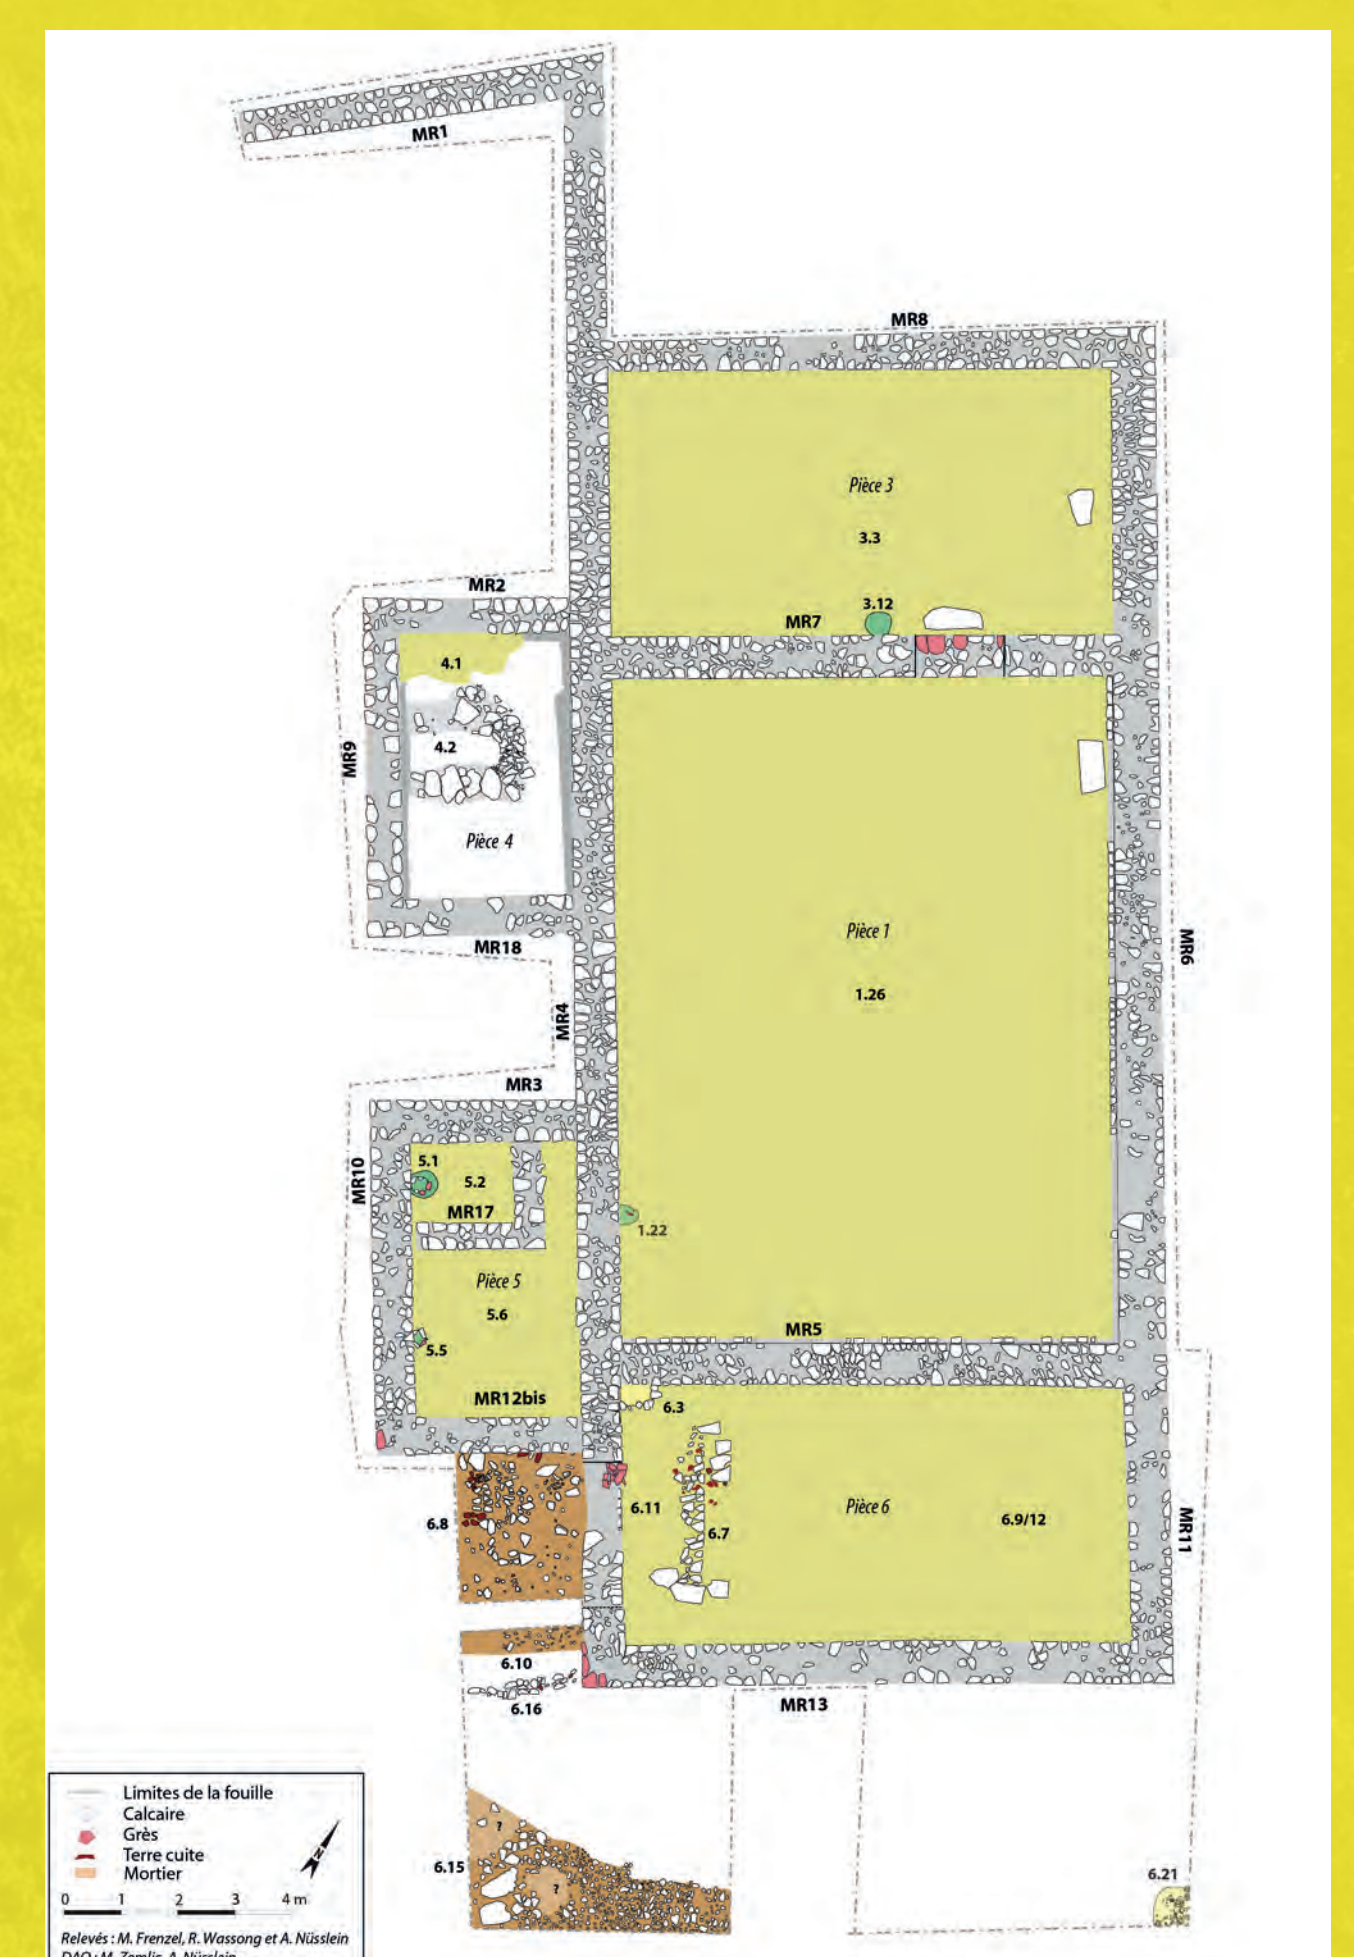 MR1
MR8
Pièce 3
3.3
3.12
MR7
MR2
4.1
4.2
MR9
Pièce 4
MR18
Pièce 1
1.26
MR6
MR4
MR3
MR10
5.1
5.2
MR17
1.22
Pièce 5
5.6
5.5
MR5
MR12bis
6.3
6.8
6.11
6.7
Pièce 6
6.9/12
MR11
6.10
6.16
MR13
Limites de la fouille
Calcaire
Grès
Terre cuite
Mortier
N
0 1 2 3 4 m
Relevés : M. Frenzel, R. Wassong et A. Nüsslein
DAO : M. Zemlic, A. Nüsslein
?
6.15
?
6.21